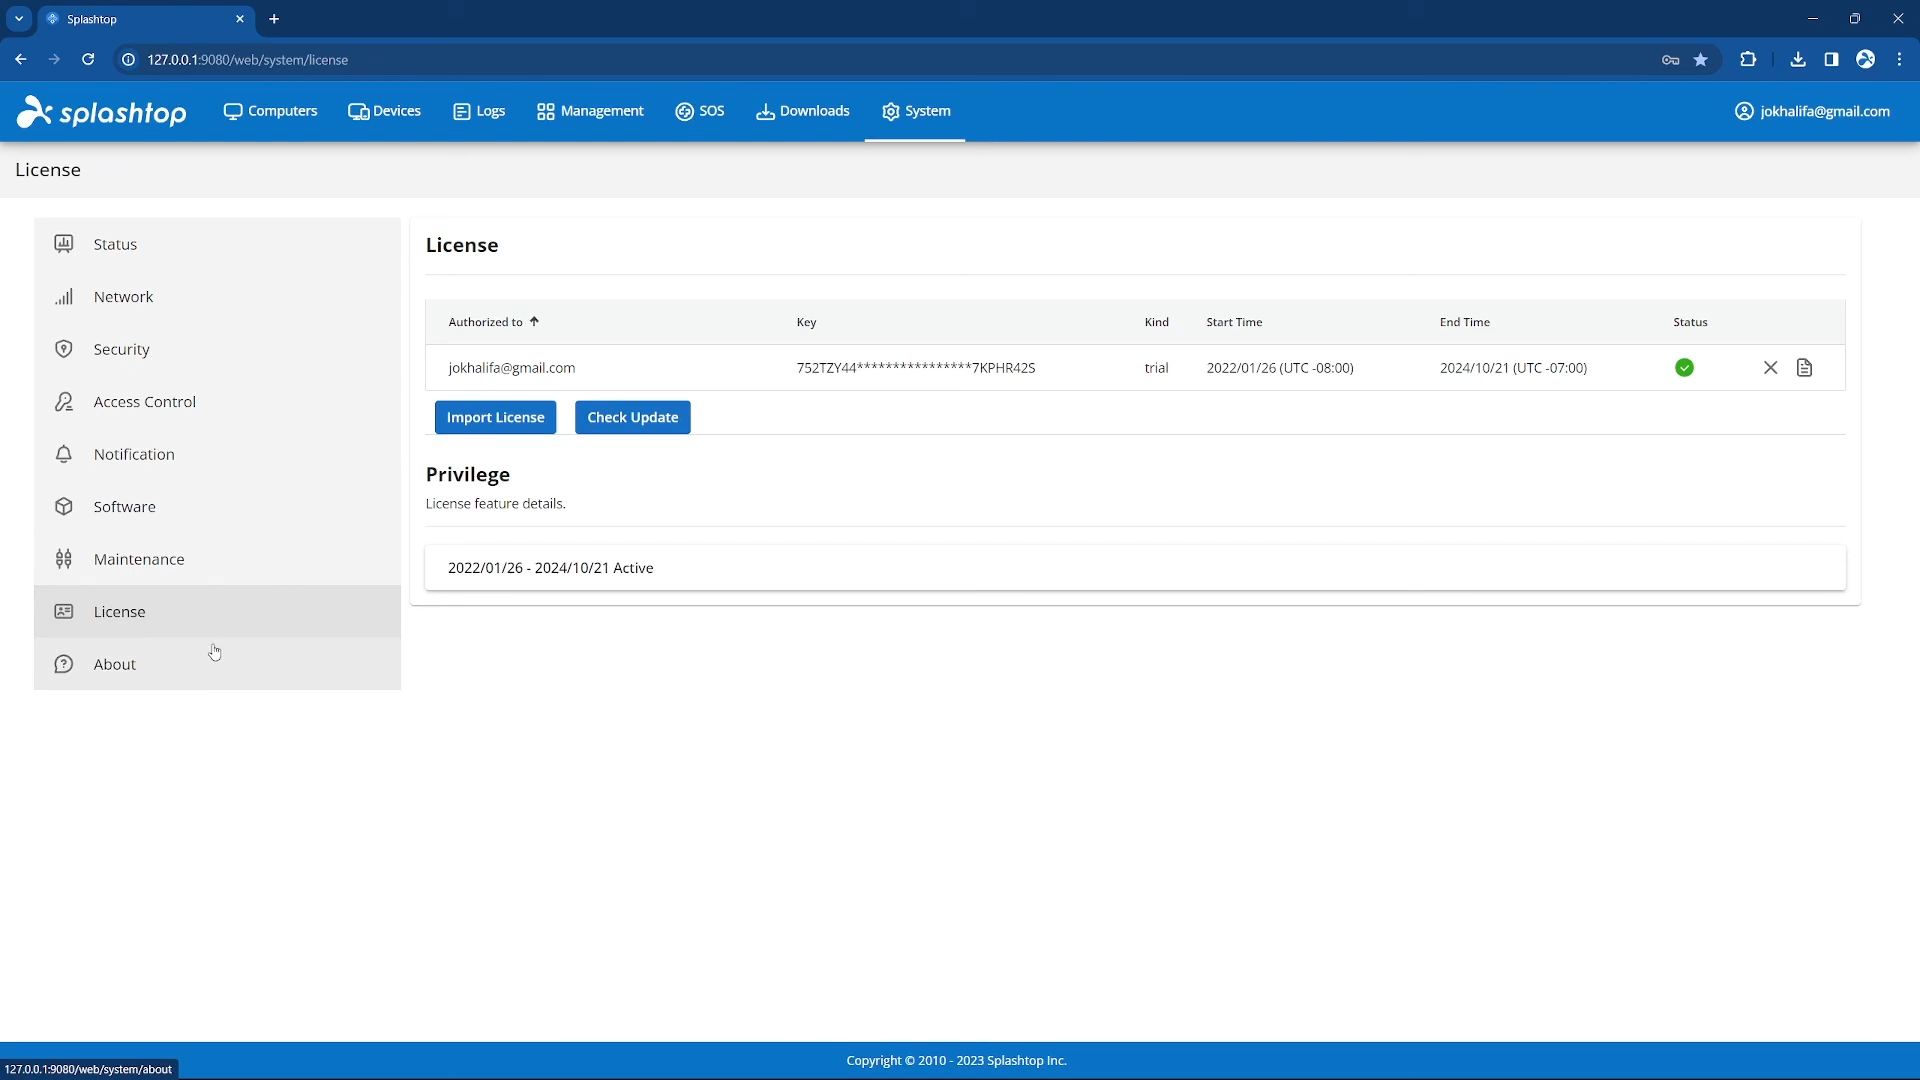 Splashtop
127.0.0.1:9080/web/system/license
splashtop Computers Devices Logs Management SOS Downloads System jokhalifa@gmail.com
License
Status
Network
Security
Access Control
Notification
Software
Maintenance
License
About
License
Authorized to Key Kind Start Time End Time Status
jokhalifa@gmail.com 752TZY44****************7KPHR42S trial 2022/01/26 (UTC -08:00) 2024/10/21 (UTC -07:00)
Import License Check Update
Privilege
License feature details.
2022/01/26 - 2024/10/21 Active
Copyright © 2010 - 2023 Splashtop Inc.
127.0.0.1:9080/web/system/about